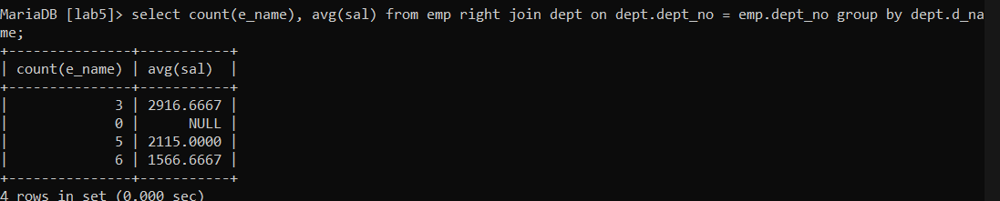 MariaDB [lab5]> select count(e_name), avg(sal) from emp right join dept on dept.dept_no = emp.dept_no group by dept.d_na
me;
+---------------+-----------+
| count(e_name) | avg(sal)  |
+---------------+-----------+
|             3 | 2916.6667 |
|             0 |      NULL |
|             5 | 2115.0000 |
|             6 | 1566.6667 |
+---------------+-----------+
4 rows in set (0.000 sec)